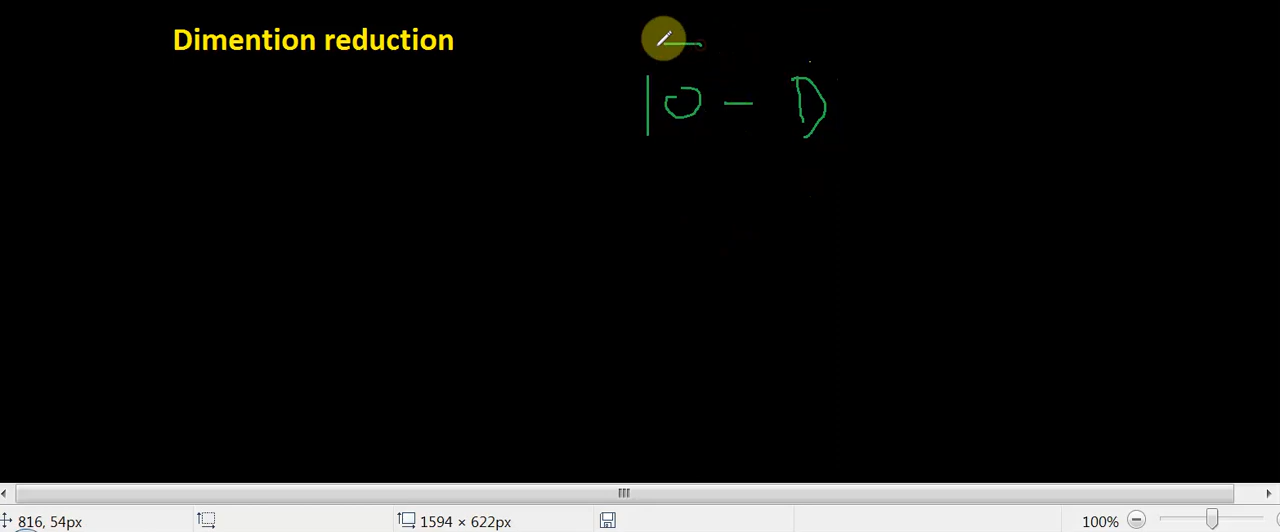 Dimention reduction
10 - D
816, 54px 1594 × 622px 100%